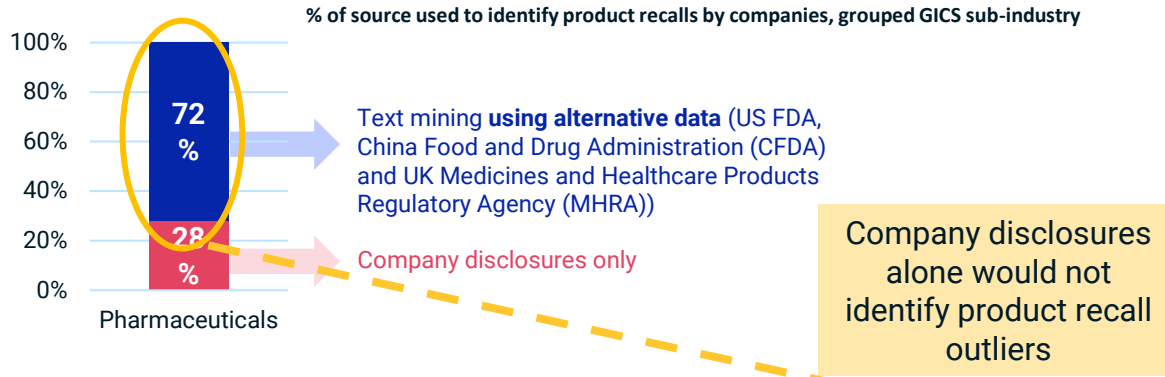 % of source used to identify product recalls by companies, grouped GICS sub-industry
100%
80%
60%
40%
20%
0%
72
%
28
%
Pharmaceuticals
Text mining using alternative data (US FDA,
China Food and Drug Administration (CFDA)
and UK Medicines and Healthcare Products
Regulatory Agency (MHRA))
Company disclosures only
Company disclosures
alone would not
identify product recall
outliers